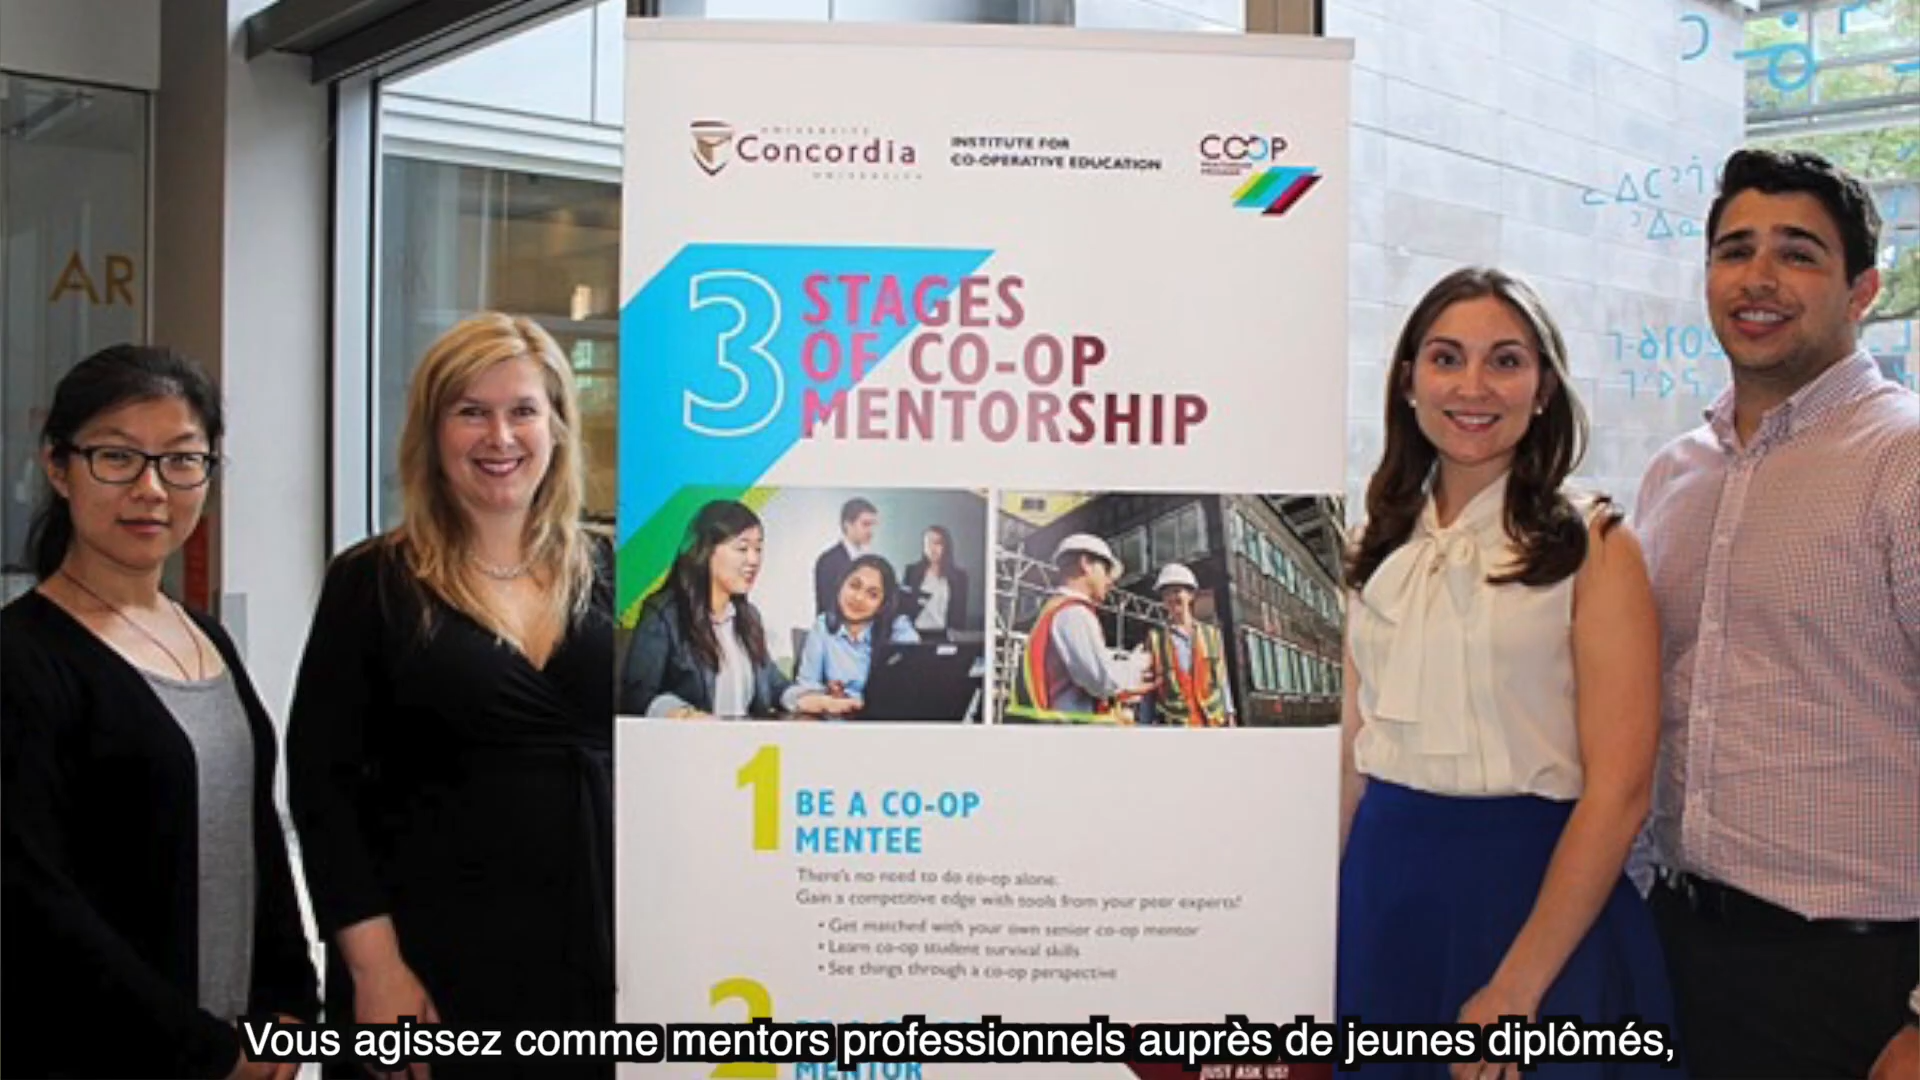 AR
UNIVERSITÉ
Concordia
UNIVERSITY
INSTITUTE FOR
CO-OPERATIVE EDUCATION
COOP
3 STAGES
OF CO-OP
MENTORSHIP
1 BE A CO-OP
MENTEE
There's no need to do co-op alone.
Gain a competitive edge with tools from your peer experts!
• Get matched with your own senior co-op mentor
• Learn co-op student survival skills
• See things through a co-op perspective
2
MENTOR
JUST ASK US!
Vous agissez comme mentors professionnels auprès de jeunes diplômés,